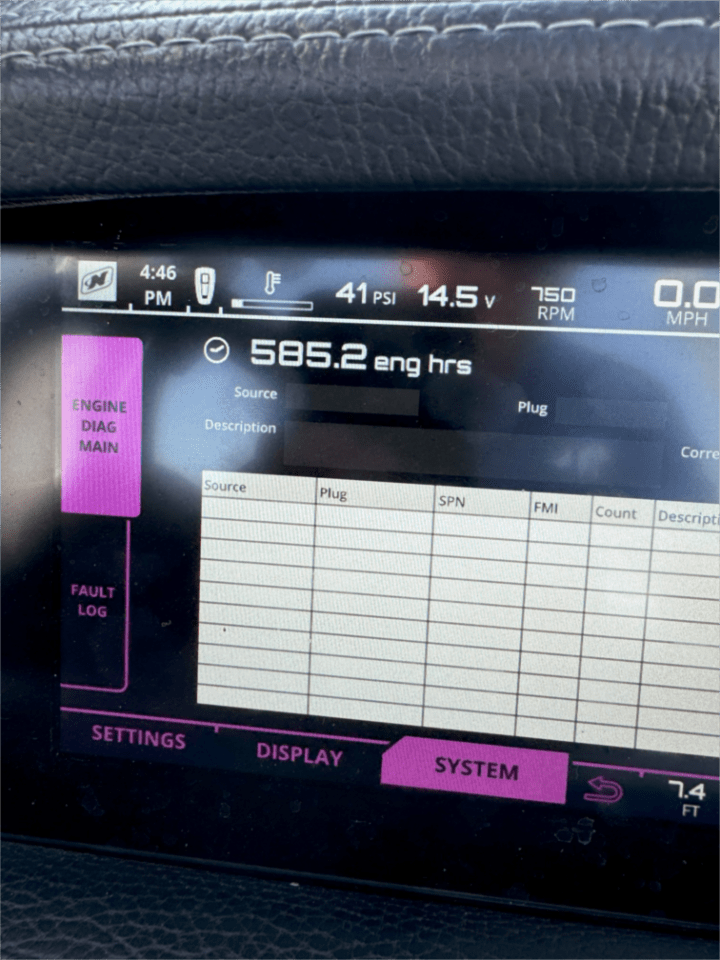 4:46
PM
41 PSI
14.5 V
750
RPM
0.0
MPH
585.2 eng hrs
ENGINE
DIAG
MAIN
Source
Plug
Description
Source Plug SPN FMI Count
FAULT
LOG
SETTINGS
DISPLAY
SYSTEM
7.4
FT